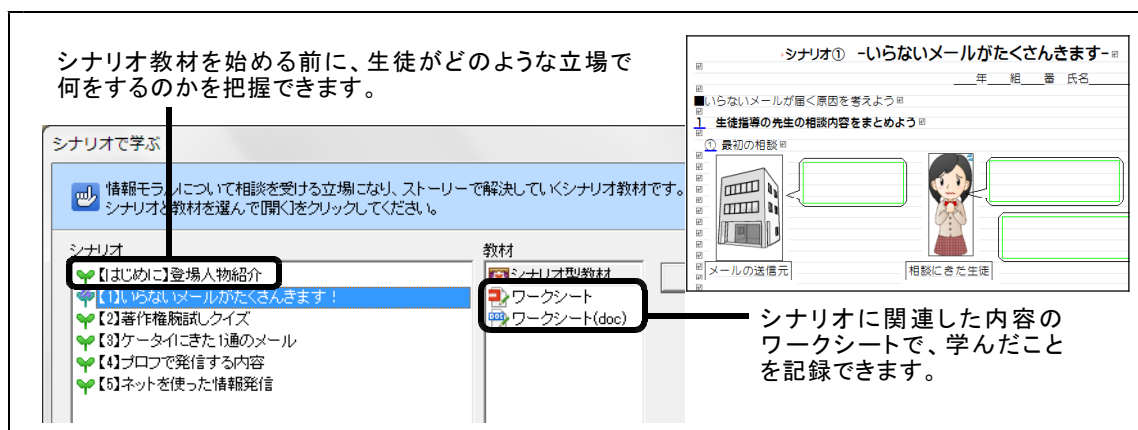 シナリオ教材を始める前に、生徒がどのような立場で
何をするのかを把握できます。
シナリオで学ぶ
情報モラルについて相談を受ける立場になり、ストーリーで解決していくシナリオ教材です。
シナリオと教材を選んで[開く]をクリックしてください。
シナリオ
【はじめに】登場人物紹介
【1】いらないメールがたくさんきます！
【2】著作権腕試しクイズ
【3】ケータイにきた1通のメール
【4】プロフで発信する内容
【5】ネットを使った情報発信
教材
シナリオ型教材
ワークシート
ワークシート(doc)
シナリオ① -いらないメールがたくさんきます-
年 組 番 氏名
■いらないメールが届く原因を考えよう
1 生徒指導の先生の相談内容をまとめよう
① 最初の相談
メールの送信元
相談にきた生徒
シナリオに関連した内容の
ワークシートで、学んだこと
を記録できます。